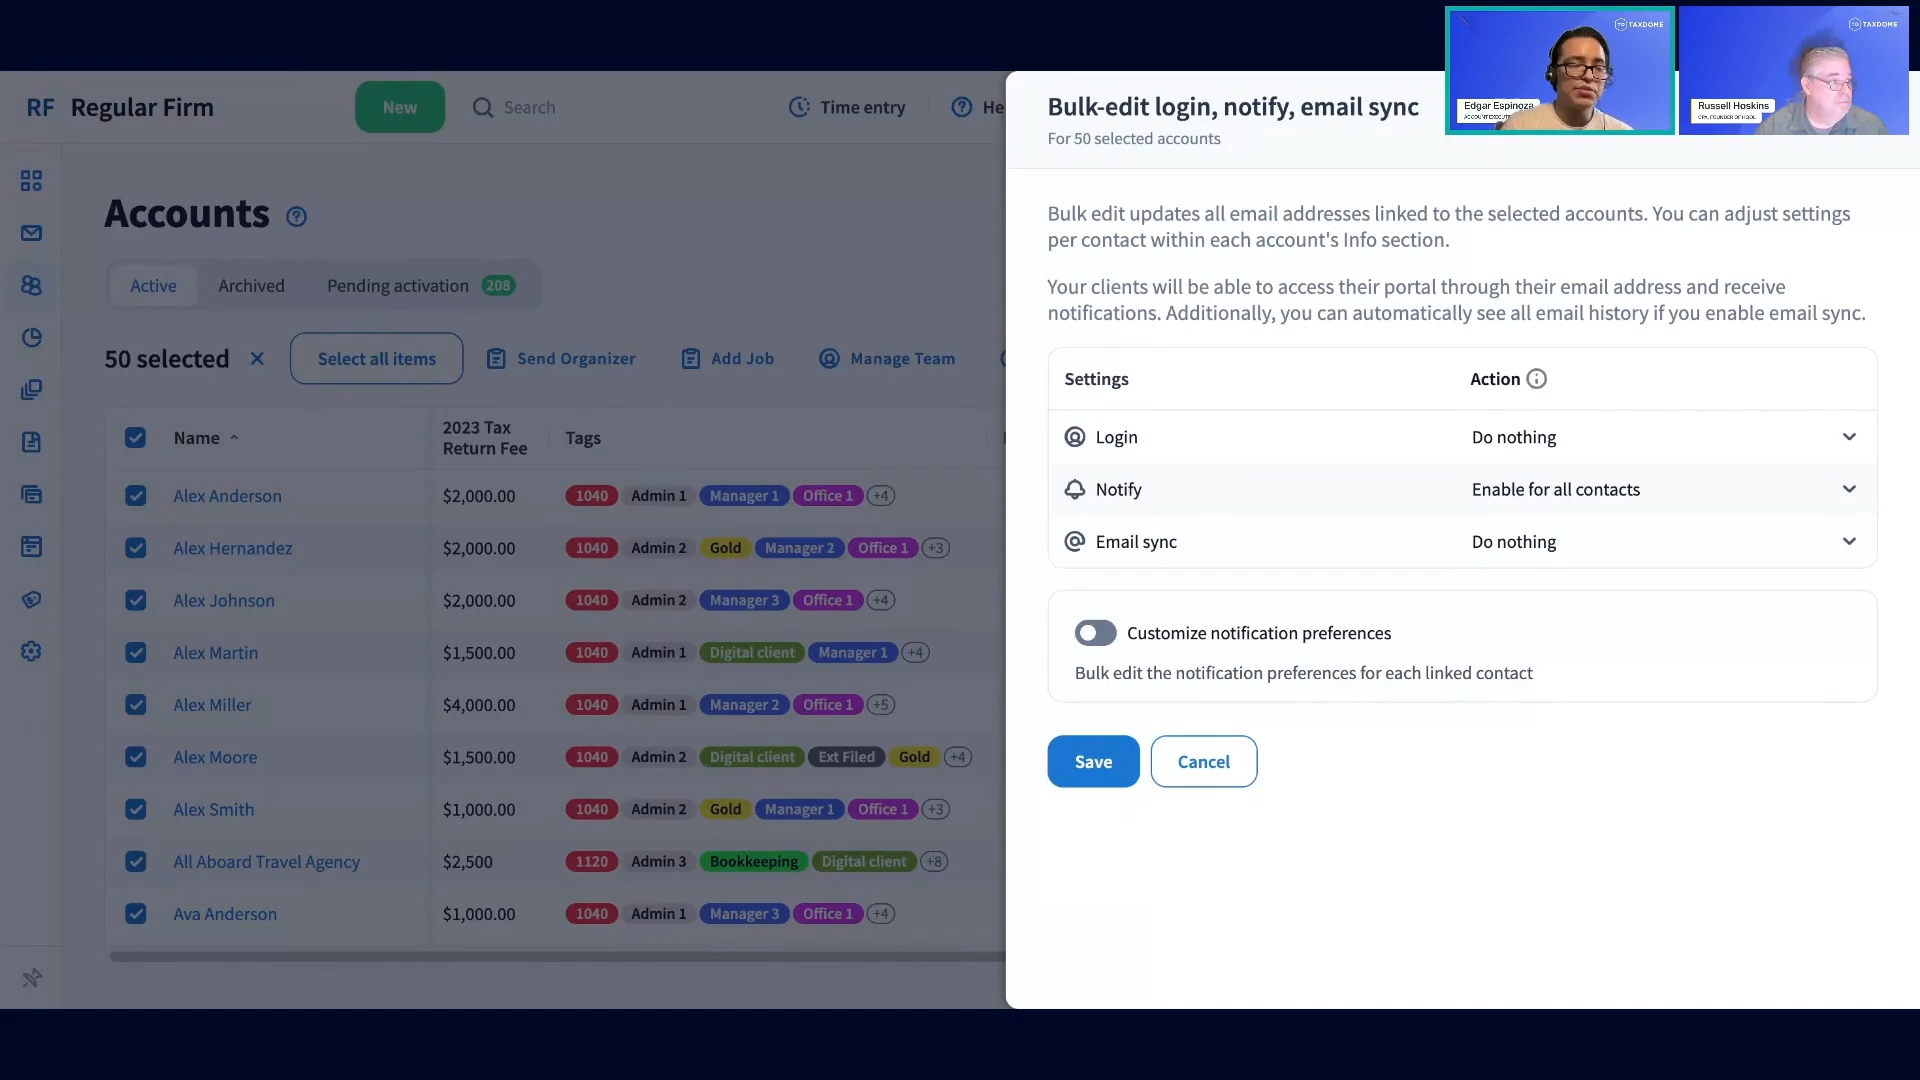 TAXDOME
TAXDOME
Edgar Espinoza
Russell Hoskins
RF Regular Firm
New
Search
Time entry
He
Bulk-edit login, notify, email sync
For 50 selected accounts
Accounts
Active
Archived
Pending activation 208
50 selected
Select all items
Send Organizer
Add Job
Manage Team
Name
2023 Tax
Return Fee
Tags
Alex Anderson $2,000.00 1040 Admin 1 Manager 1 Office 1 +4
Alex Hernandez $2,000.00 1040 Admin 2 Gold Manager 2 Office 1 +3
Alex Johnson $2,000.00 1040 Admin 2 Manager 3 Office 1 +4
Alex Martin $1,500.00 1040 Admin 1 Digital client Manager 1 +4
Alex Miller $4,000.00 1040 Admin 1 Manager 2 Office 1 +5
Alex Moore $1,500.00 1040 Admin 2 Digital client Ext Filed Gold +4
Alex Smith $1,000.00 1040 Admin 2 Gold Manager 1 Office 1 +3
All Aboard Travel Agency $2,500 1120 Admin 3 Bookkeeping Digital client +8
Ava Anderson $1,000.00 1040 Admin 1 Manager 3 Office 1 +4
Bulk edit updates all email addresses linked to the selected accounts. You can adjust settings
per contact within each account's Info section.
Your clients will be able to access their portal through their email address and receive
notifications. Additionally, you can automatically see all email history if you enable email sync.
Settings
Action
Login Do nothing
Notify Enable for all contacts
Email sync Do nothing
Customize notification preferences
Bulk edit the notification preferences for each linked contact
Save
Cancel